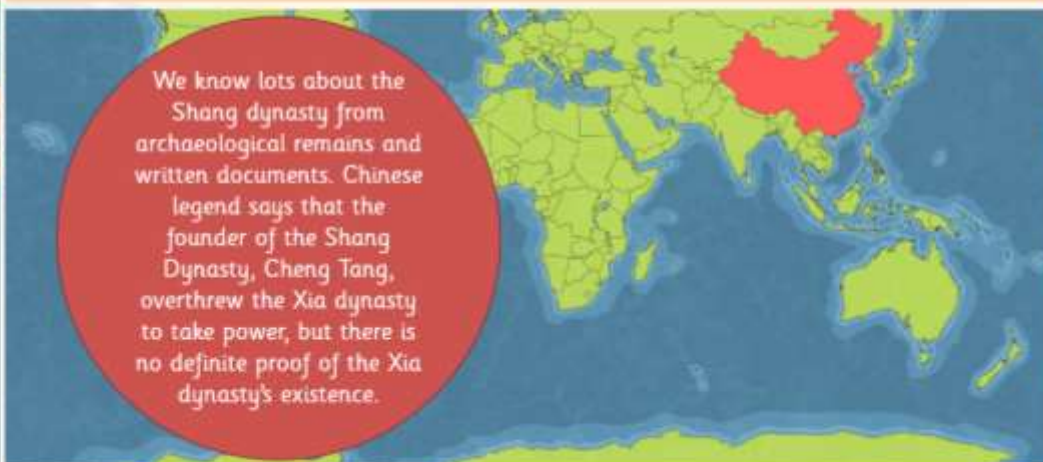 We know lots about the
Shang dynasty from
archaeological remains and
written documents. Chinese
legend says that the
founder of the Shang
Dynasty, Cheng Tang,
overthrew the Xia dynasty
to take power, but there is
no definite proof of the Xia
dynasty's existence.